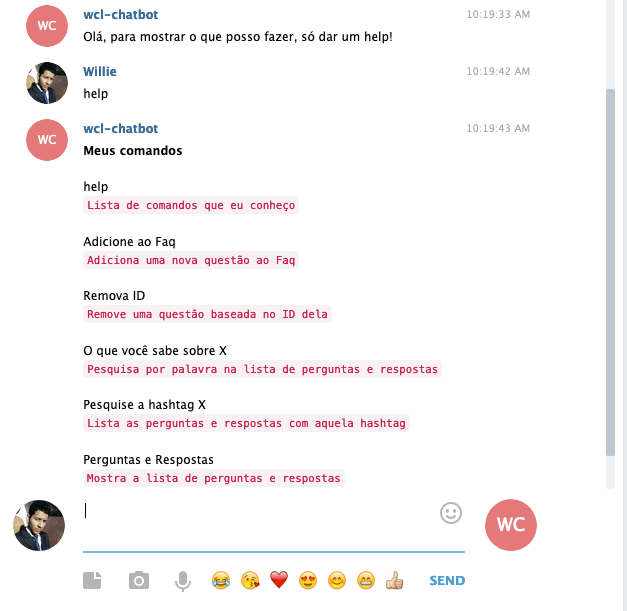 wcl-chatbot 10:19:33 AM
WC
Olá, para mostrar o que posso fazer, só dar um help!
Willie 10:19:42 AM
help
wcl-chatbot 10:19:43 AM
WC
Meus comandos
help
Lista de comandos que eu conheço
Adicione ao Faq
Adiciona uma nova questão ao Faq
Remova ID
Remove uma questão baseada no ID dela
O que você sabe sobre X
Pesquisa por palavra na lista de perguntas e respostas
Pesquise a hashtag X
Lista as perguntas e respostas com aquela hashtag
Perguntas e Respostas
Mostra a lista de perguntas e respostas
WC
SEND